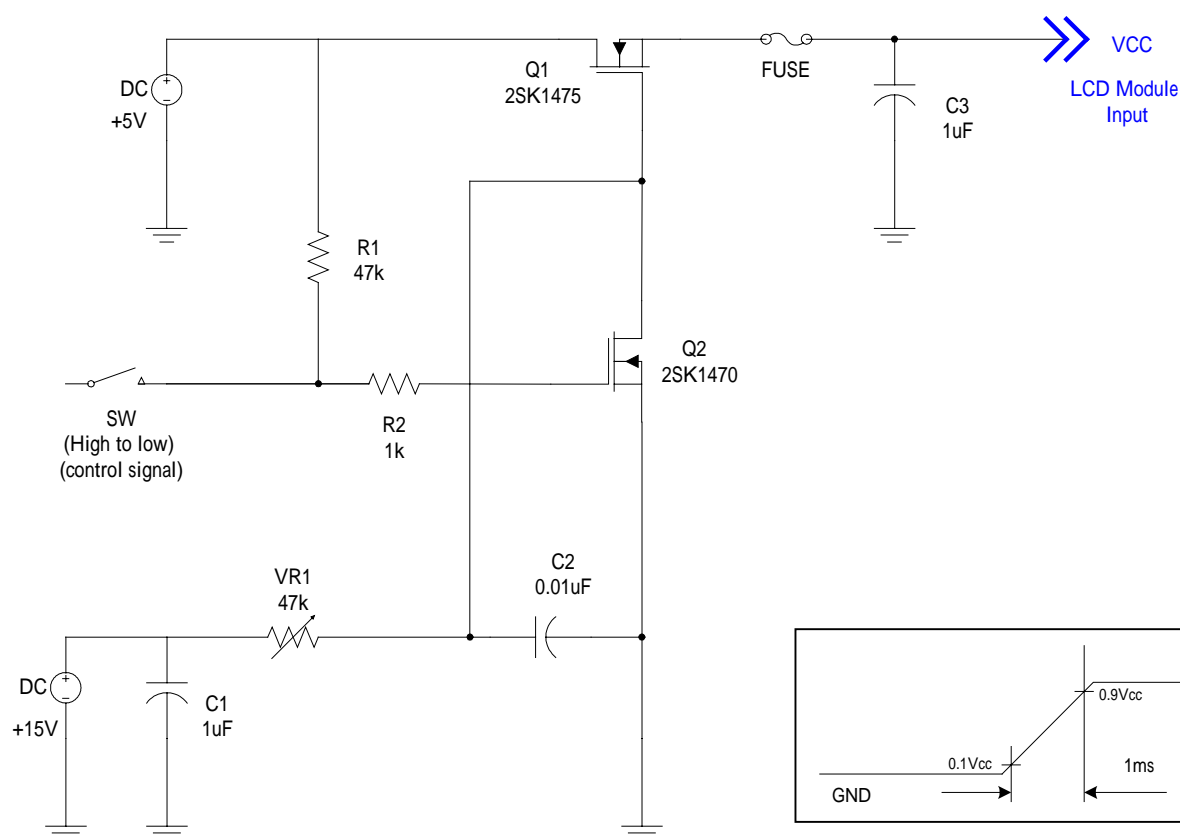 DC
+5V
Q1
2SK1475
FUSE
C3
1uF
VCC
LCD Module
Input
R1
47k
SW
(High to low)
(control signal)
R2
1k
Q2
2SK1470
VR1
47k
C2
0.01uF
DC
+15V
C1
1uF
0.9Vcc
0.1Vcc
1ms
GND